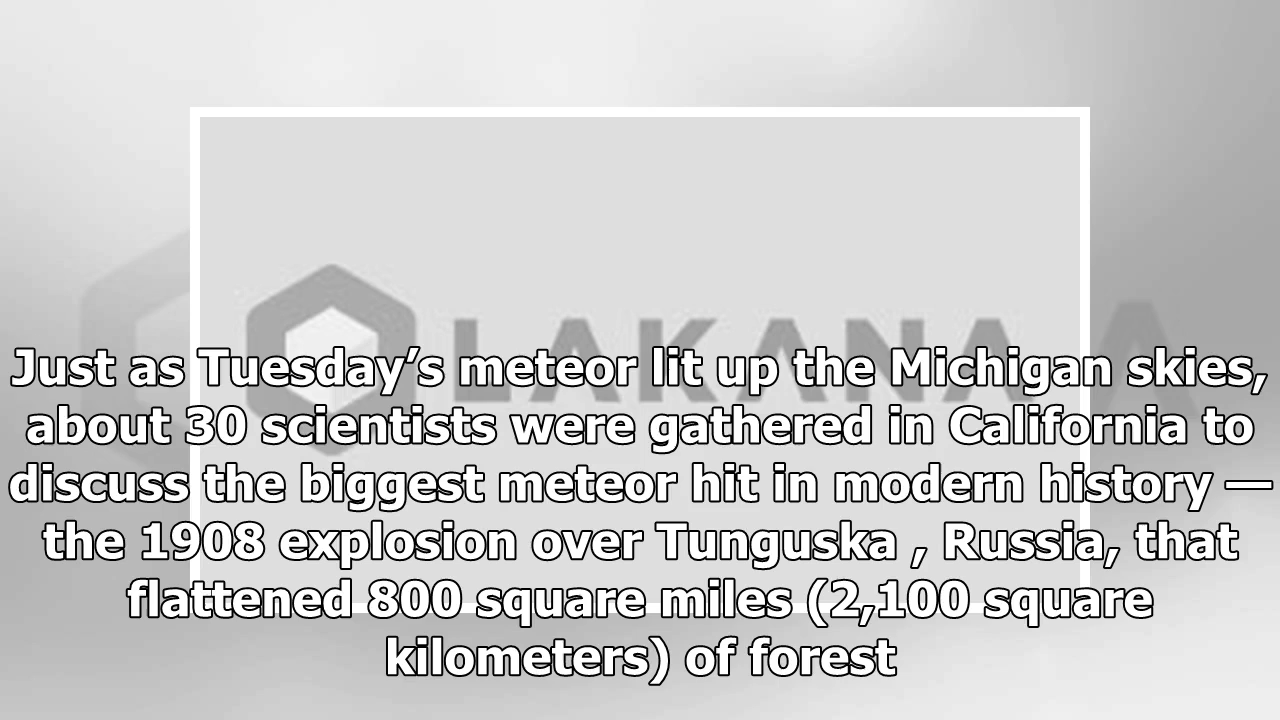 LAKANA
A
Just as Tuesday’s meteor lit up the Michigan skies,
about 30 scientists were gathered in California to
discuss the biggest meteor hit in modern history —
the 1908 explosion over Tunguska , Russia, that
flattened 800 square miles (2,100 square
kilometers) of forest